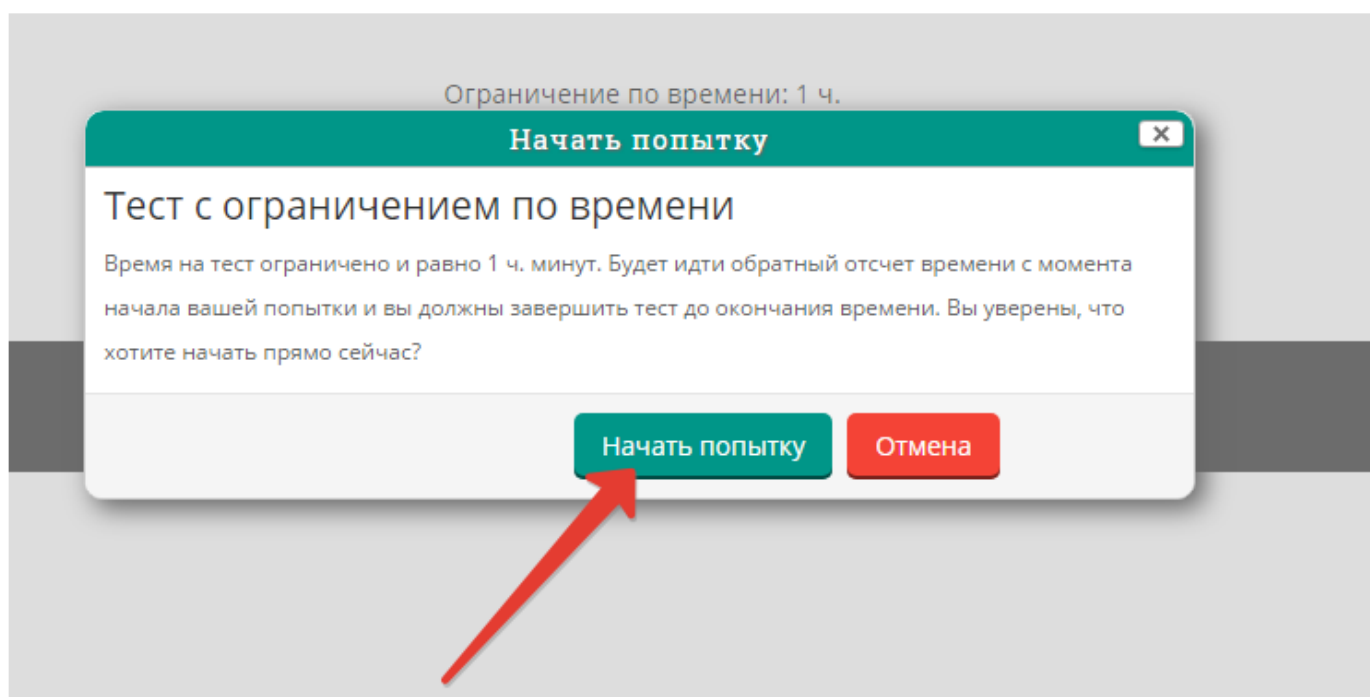 Ограничение по времени: 1 ч.
Начать попытку
Тест с ограничением по времени
Время на тест ограничено и равно 1 ч. минут. Будет идти обратный отсчет времени с момента
начала вашей попытки и вы должны завершить тест до окончания времени. Вы уверены, что
хотите начать прямо сейчас?
Начать попытку
Отмена